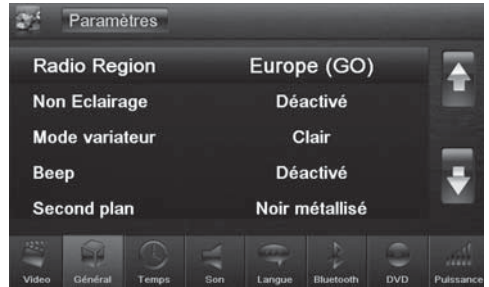 Paramètres
Radio Region Europe (GO)
Non Eclairage Déactivé
Mode variateur Clair
Beep Déactivé
Second plan Noir métallisé
Video Général Temps Son Langue Bluetooth DVD Puissance